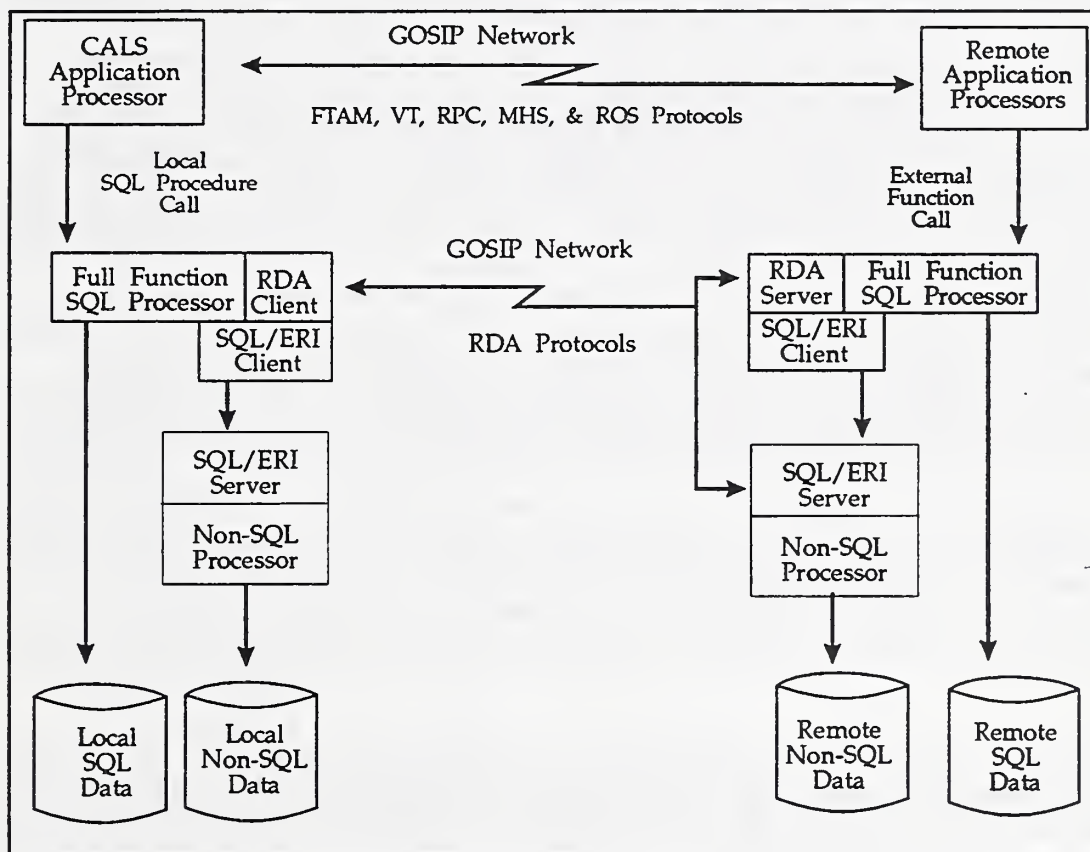 CALS
Application
Processor
GOSIP Network
FTAM, VT, RPC, MHS, & ROS Protocols
Remote
Application
Processors
Local
SQL Procedure
Call
External
Function
Call
Full Function
SQL Processor
RDA
Client
SQL/ERI
Client
GOSIP Network
RDA Protocols
RDA
Server
Full Function
SQL Processor
SQL/ERI
Client
SQL/ERI
Server
Non-SQL
Processor
SQL/ERI
Server
Non-SQL
Processor
Local
SQL
Data
Local
Non-SQL
Data
Remote
Non-SQL
Data
Remote
SQL
Data